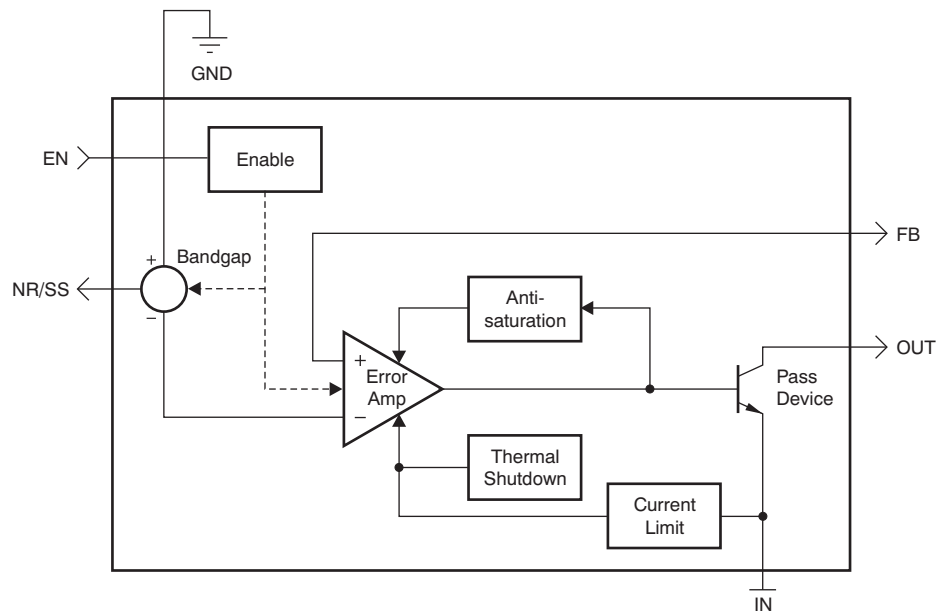 GND
EN
Enable
FB
+
Bandgap
NR/SS
−
Anti-
saturation
OUT
+
Error
Amp
−
Pass
Device
Thermal
Shutdown
Current
Limit
IN